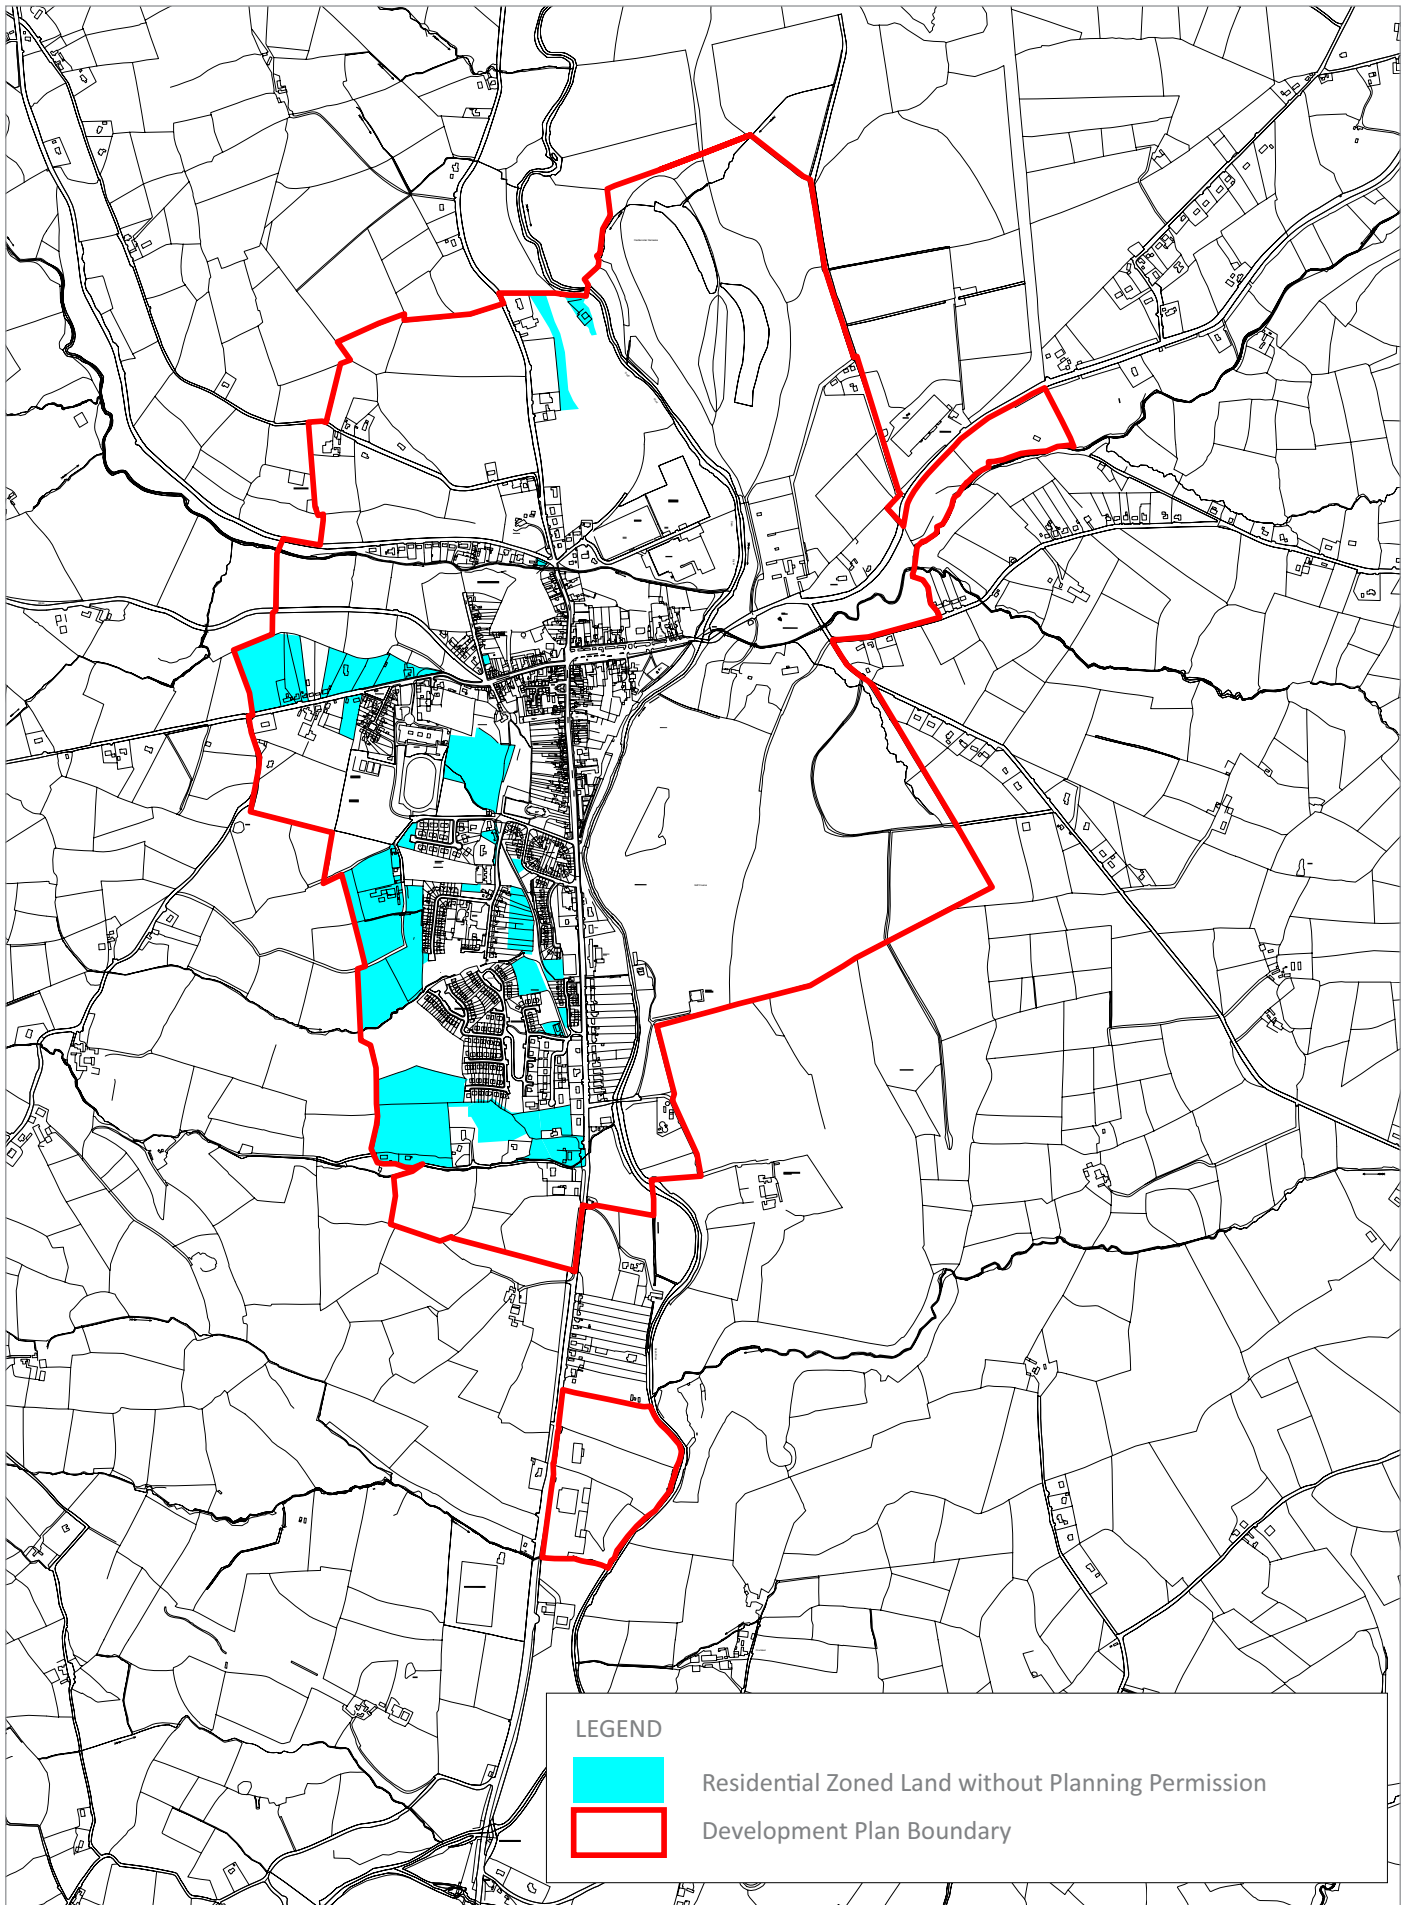 LEGEND
Residential Zoned Land without Planning Permission
Development Plan Boundary